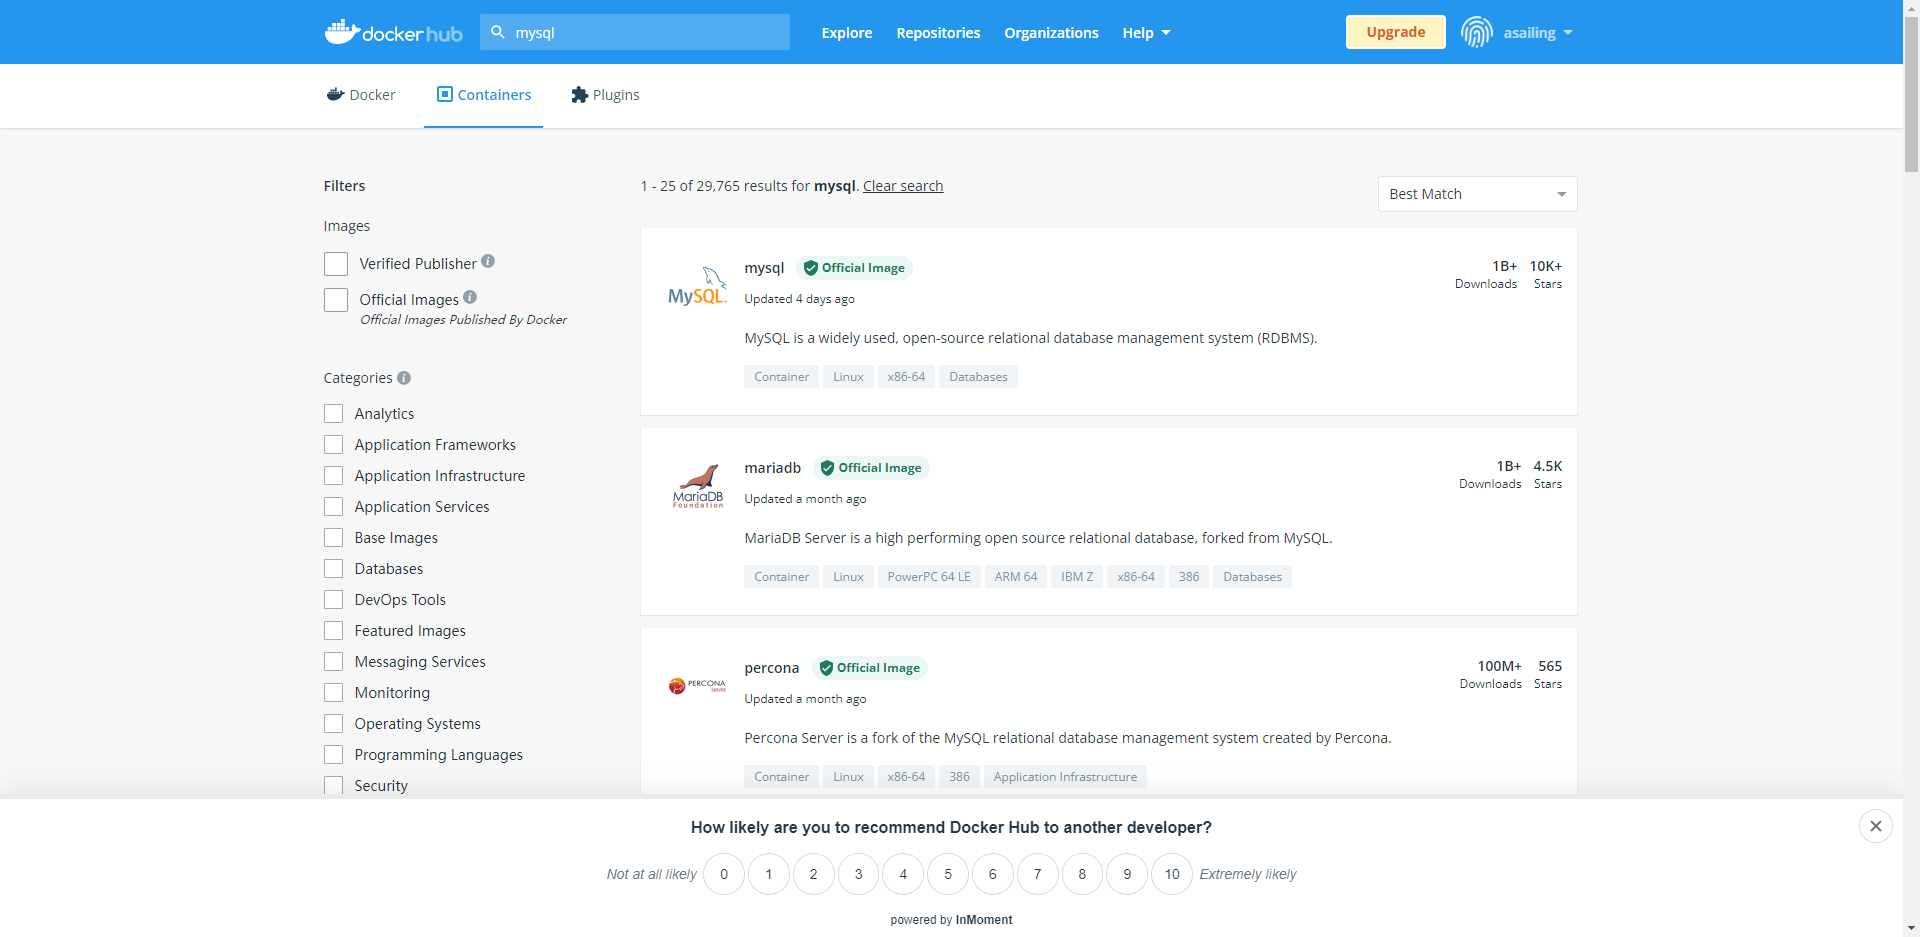 docker hub
mysql
Explore
Repositories
Organizations
Help
Upgrade
asailing
Docker
Containers
Plugins
Filters
Images
Verified Publisher
Official Images
Official Images Published By Docker
Categories
Analytics
Application Frameworks
Application Infrastructure
Application Services
Base Images
Databases
DevOps Tools
Featured Images
Messaging Services
Monitoring
Operating Systems
Programming Languages
Security
1 - 25 of 29,765 results for mysql. Clear search
Best Match
MySQL.
mysql Official Image
Updated 4 days ago
1B+ 10K+
Downloads Stars
MySQL is a widely used, open-source relational database management system (RDBMS).
Container Linux x86-64 Databases
MariaDB
Foundation
mariadb Official Image
Updated a month ago
1B+ 4.5K
Downloads Stars
MariaDB Server is a high performing open source relational database, forked from MySQL.
Container Linux PowerPC 64 LE ARM 64 IBM Z x86-64 386 Databases
PERCONA
SERVER
percona Official Image
Updated a month ago
100M+ 565
Downloads Stars
Percona Server is a fork of the MySQL relational database management system created by Percona.
Container Linux x86-64 386 Application Infrastructure
How likely are you to recommend Docker Hub to another developer?
Not at all likely 0 1 2 3 4 5 6 7 8 9 10 Extremely likely
powered by InMoment